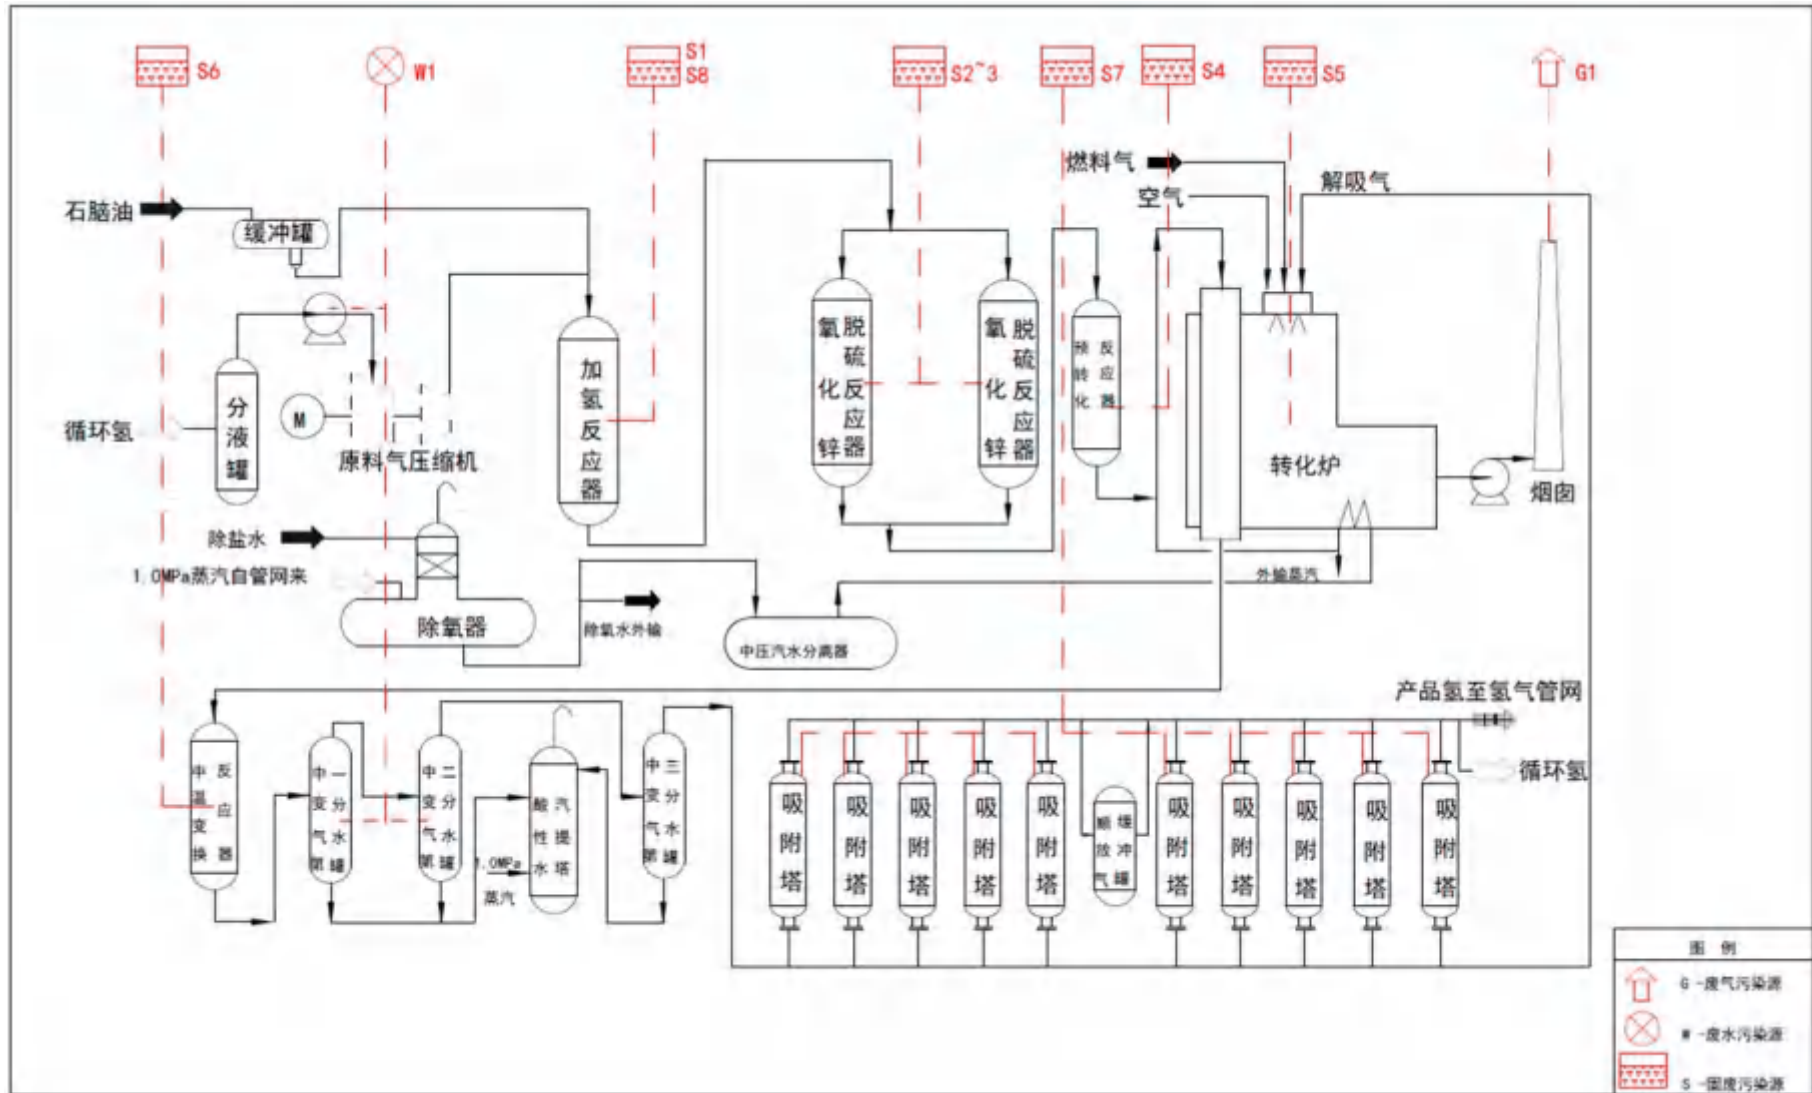 S6
W1
S1
S8
S2~3
S7
S4
S5
G1
燃料气
空气
解吸气
石脑油
缓冲罐
循环氢
分液罐
M
原料气压缩机
加氢反应器
氧化锌脱硫反应器
氧化锌脱硫反应器
预转化反应器
转化炉
烟囱
除盐水
1.0MPa蒸汽自管网来
除氧器
除氧水外输
中压汽水分离器
外输蒸汽
产品氢至氢气管网
循环氢
中温变换反应器
中变气第一分水罐
中变气第二分水罐
酸性水汽提塔
1.0MPa
蒸汽
中变气第三分水罐
吸附塔
吸附塔
吸附塔
吸附塔
吸附塔
顺放气缓冲罐
吸附塔
吸附塔
吸附塔
吸附塔
吸附塔
图 例
G -废气污染源
W -废水污染源
S -固废污染源